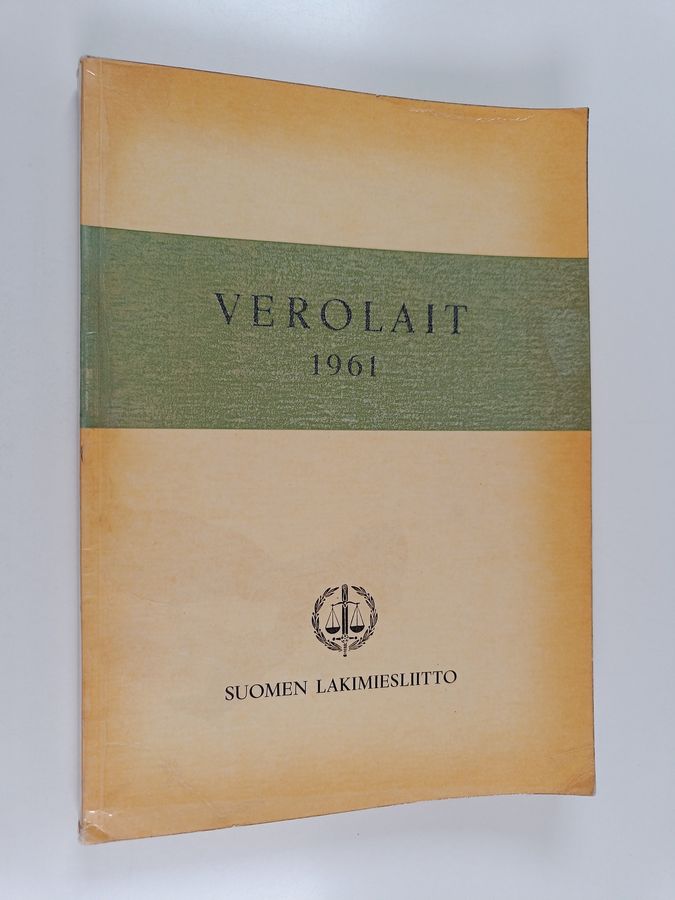 VEROLAIT
1961
SUOMEN LAKIMIESLIITTO